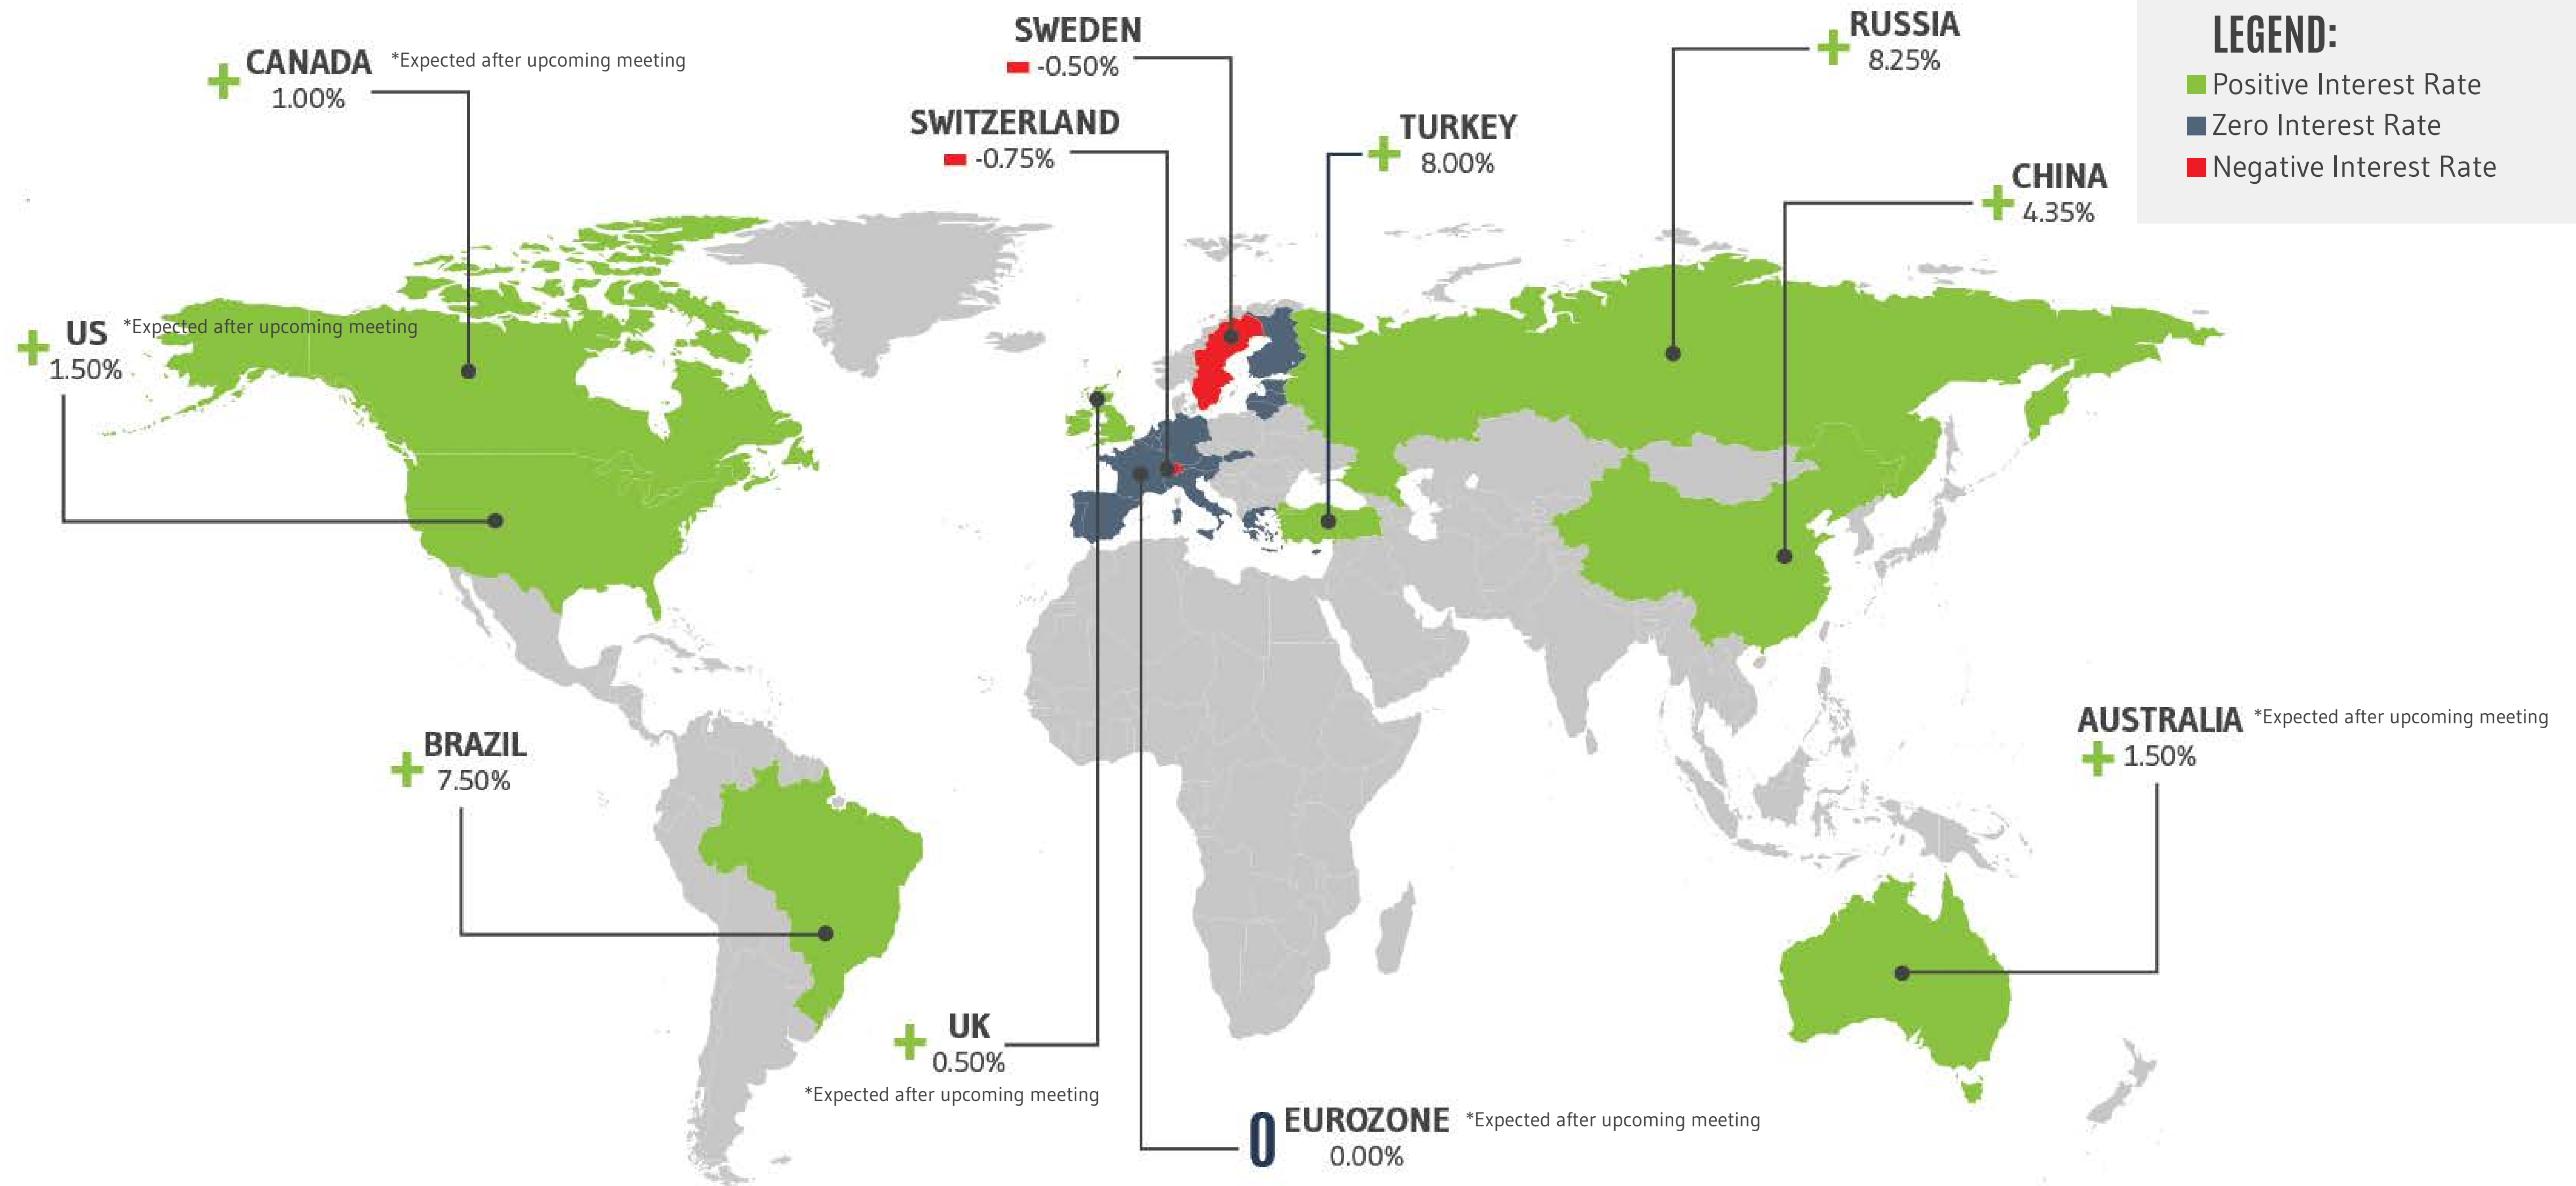 CANADA *Expected after upcoming meeting
1.00%
SWEDEN
-0.50%
RUSSIA
8.25%
LEGEND:
Positive Interest Rate
Zero Interest Rate
Negative Interest Rate
SWITZERLAND
-0.75%
TURKEY
8.00%
CHINA
4.35%
US *Expected after upcoming meeting
1.50%
BRAZIL
7.50%
AUSTRALIA *Expected after upcoming meeting
1.50%
UK
0.50%
*Expected after upcoming meeting
0 EUROZONE *Expected after upcoming meeting
0.00%